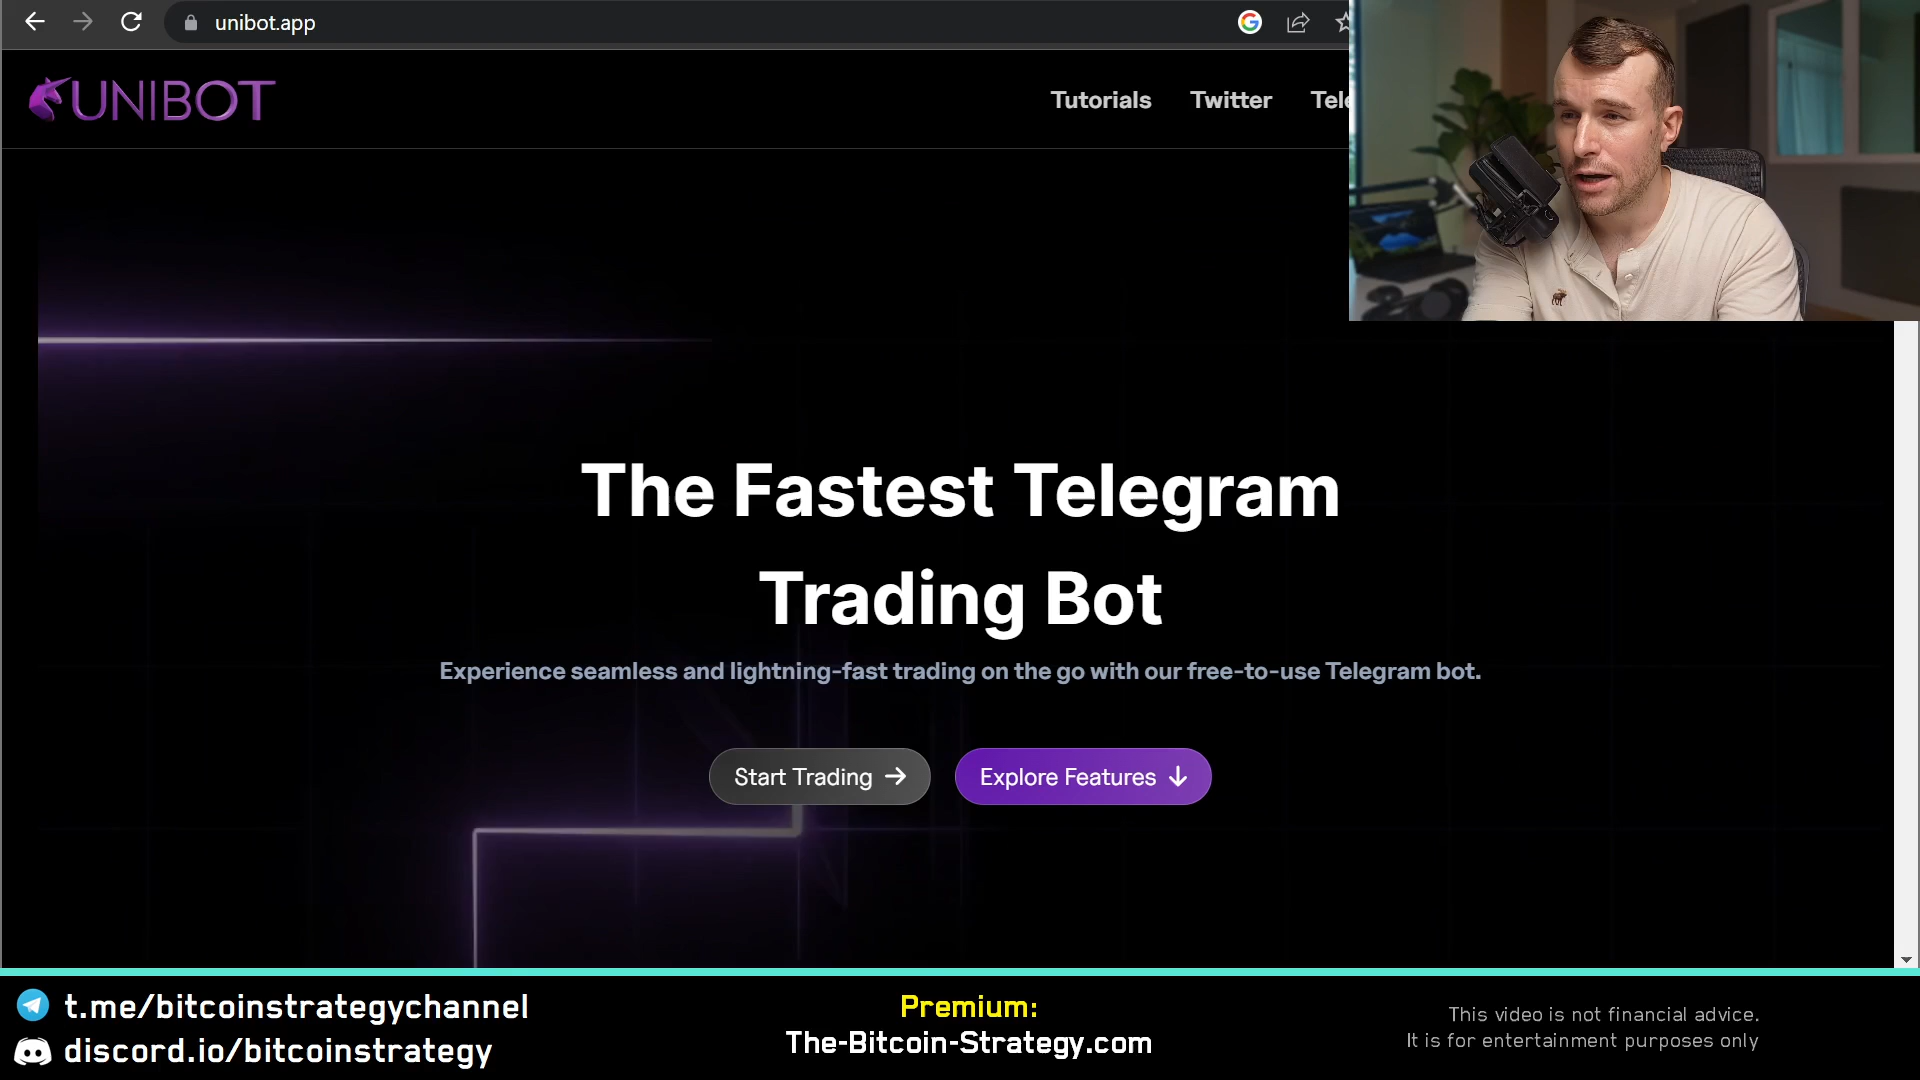 unibot.app
UNIBOT
Tutorials Twitter Tele
The Fastest Telegram
Trading Bot
Experience seamless and lightning-fast trading on the go with our free-to-use Telegram bot.
Start Trading → Explore Features ↓
t.me/bitcoinstrategychannel
discord.io/bitcoinstrategy
Premium:
The-Bitcoin-Strategy.com
This video is not financial advice.
It is for entertainment purposes only